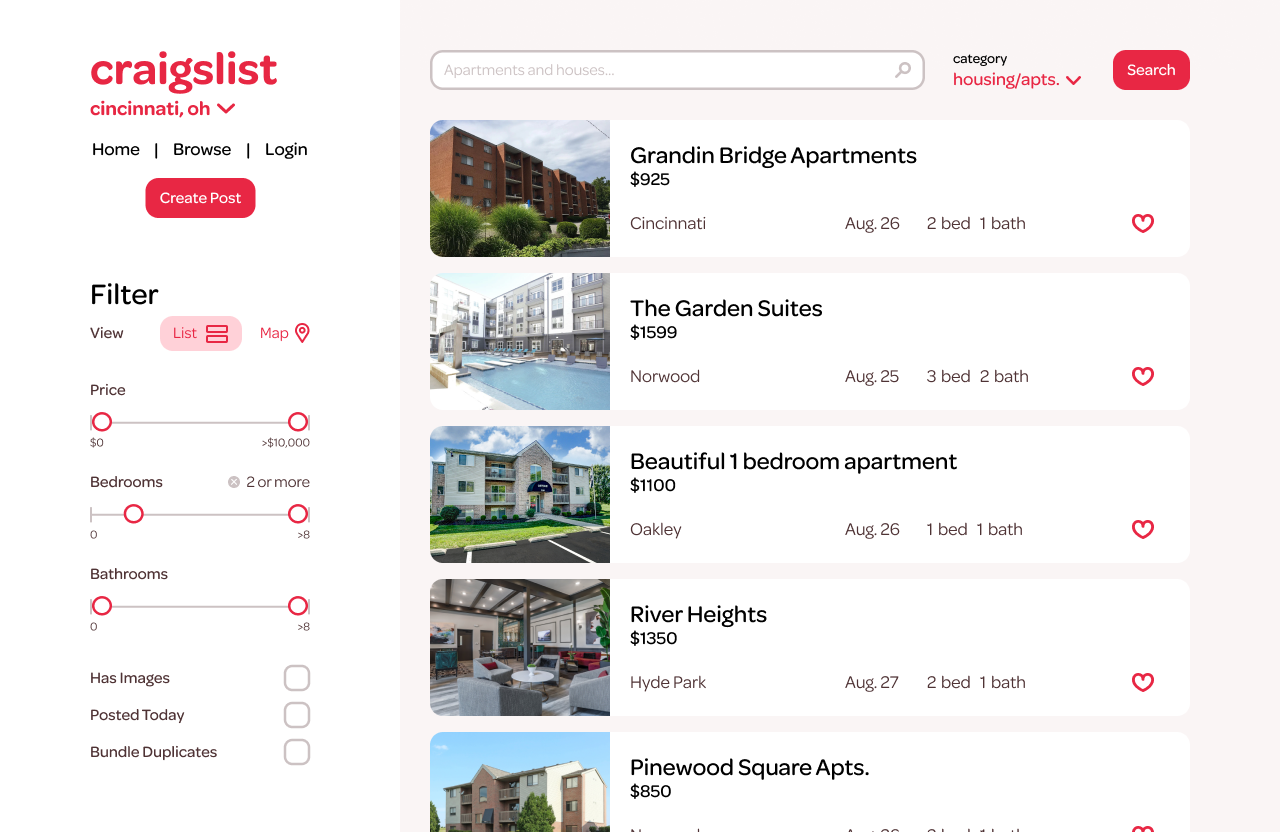 craigslist
cincinnati, oh
Home | Browse | Login
Create Post
Filter
View List Map
Price
$0 >$10,000
Bedrooms 2 or more
0 >8
Bathrooms
0 >8
Has Images
Posted Today
Bundle Duplicates
Apartments and houses...
category
housing/apts.
Search
Grandin Bridge Apartments
$925
Cincinnati Aug. 26 2 bed 1 bath
The Garden Suites
$1599
Norwood Aug. 25 3 bed 2 bath
Beautiful 1 bedroom apartment
$1100
Oakley Aug. 26 1 bed 1 bath
River Heights
$1350
Hyde Park Aug. 27 2 bed 1 bath
Pinewood Square Apts.
$850